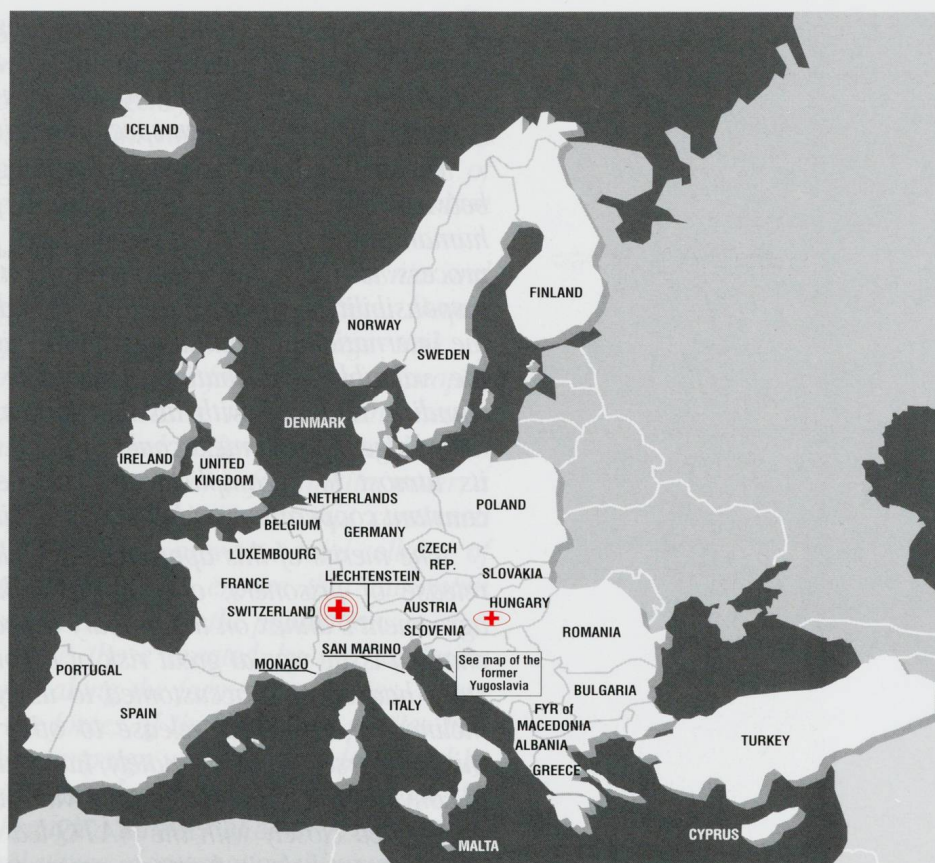 ICELAND
FINLAND
NORWAY
SWEDEN
DENMARK
IRELAND
UNITED
KINGDOM
NETHERLANDS
POLAND
BELGIUM
GERMANY
LUXEMBOURG
CZECH
REP.
LIECHTENSTEIN
SLOVAKIA
FRANCE
SWITZERLAND
AUSTRIA
HUNGARY
SLOVENIA
ROMANIA
SAN MARINO
MONACO
See map of the
former
Yugoslavia
PORTUGAL
SPAIN
ITALY
BULGARIA
FYR of
MACEDONIA
ALBANIA
GREECE
TURKEY
CYPRUS
MALTA